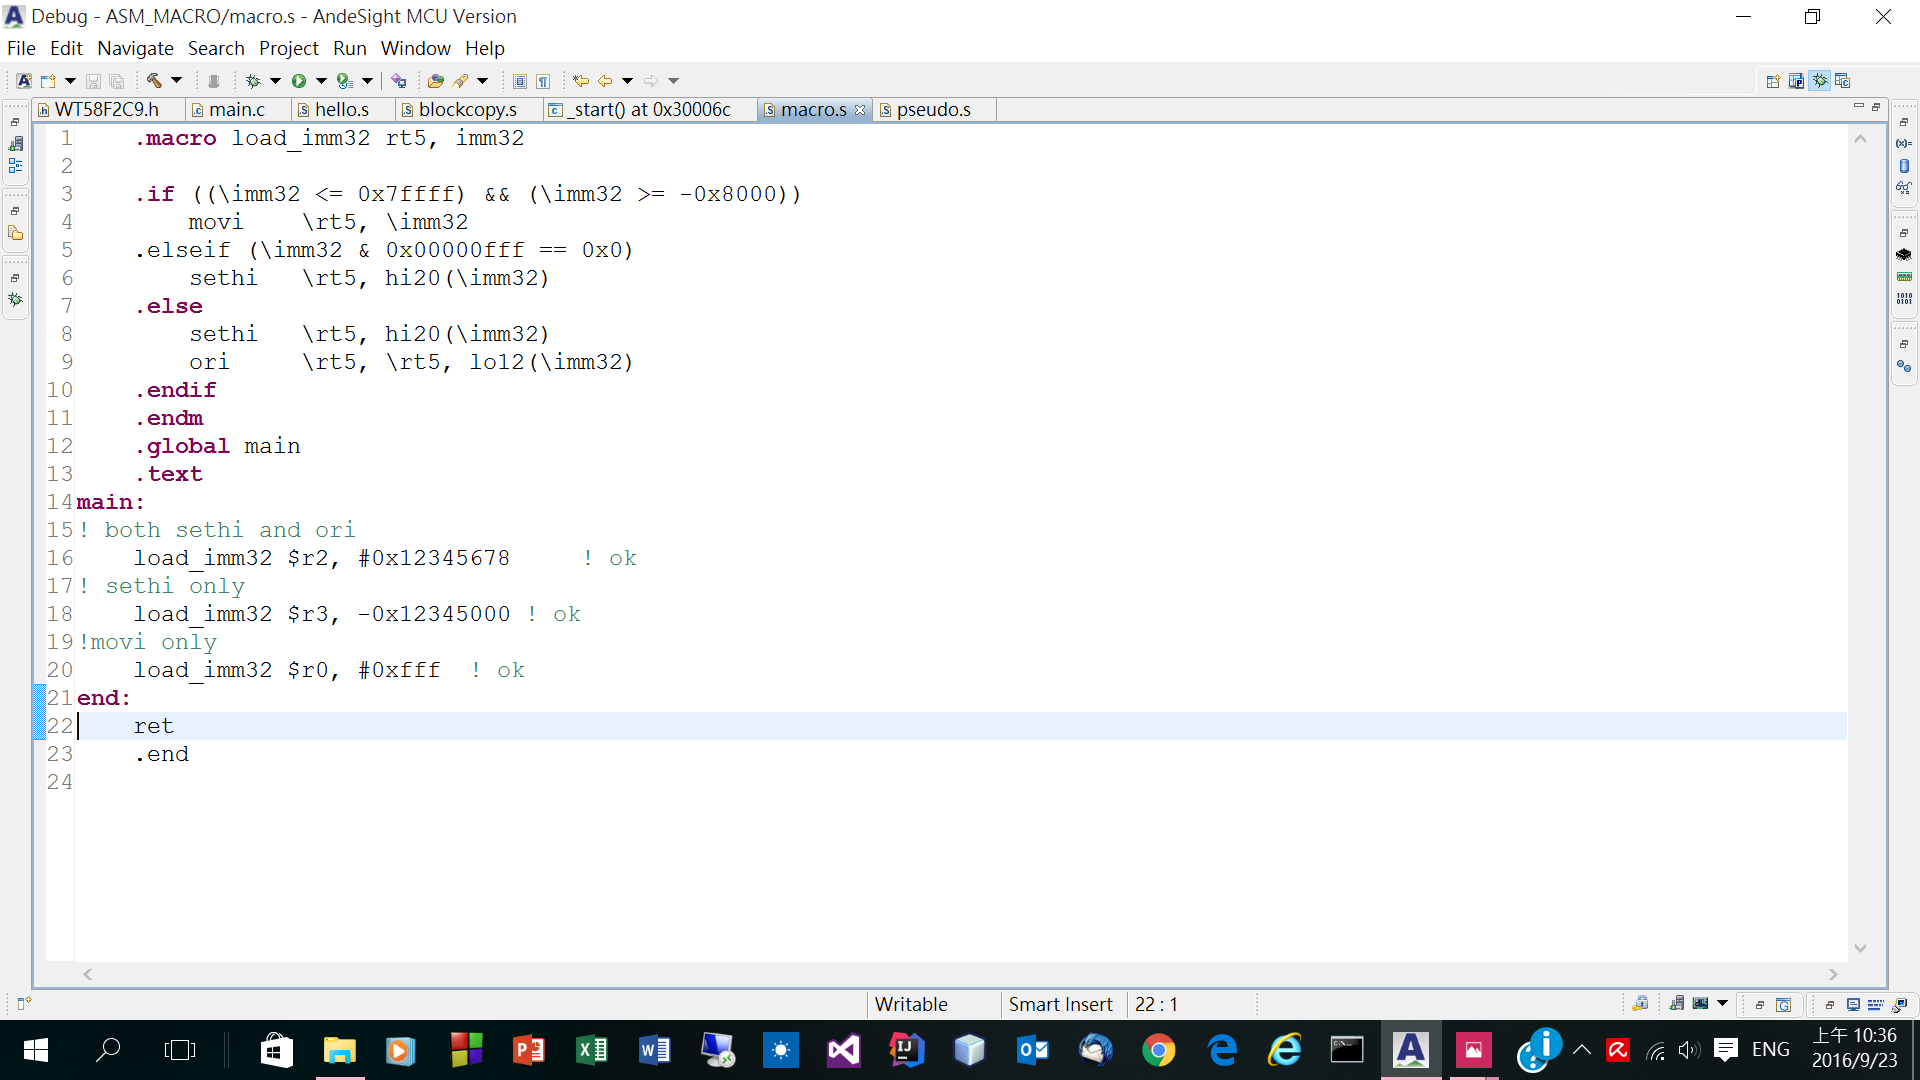 Debug - ASM_MACRO/macro.s - AndeSight MCU Version
File Edit Navigate Search Project Run Window Help
WT58F2C9.h main.c hello.s blockcopy.s _start() at 0x30006c macro.s pseudo.s
1 .macro load_imm32 rt5, imm32
2
3 .if ((\imm32 <= 0x7ffff) && (\imm32 >= -0x8000))
4 movi \rt5, \imm32
5 .elseif (\imm32 & 0x00000fff == 0x0)
6 sethi \rt5, hi20(\imm32)
7 .else
8 sethi \rt5, hi20(\imm32)
9 ori \rt5, \rt5, lo12(\imm32)
10 .endif
11 .endm
12 .global main
13 .text
14 main:
15 ! both sethi and ori
16 load_imm32 $r2, #0x12345678 ! ok
17 ! sethi only
18 load_imm32 $r3, -0x12345000 ! ok
19 !movi only
20 load_imm32 $r0, #0xfff ! ok
21 end:
22 ret
23 .end
24
Writable Smart Insert 22 : 1
ENG
上午 10:36
2016/9/23